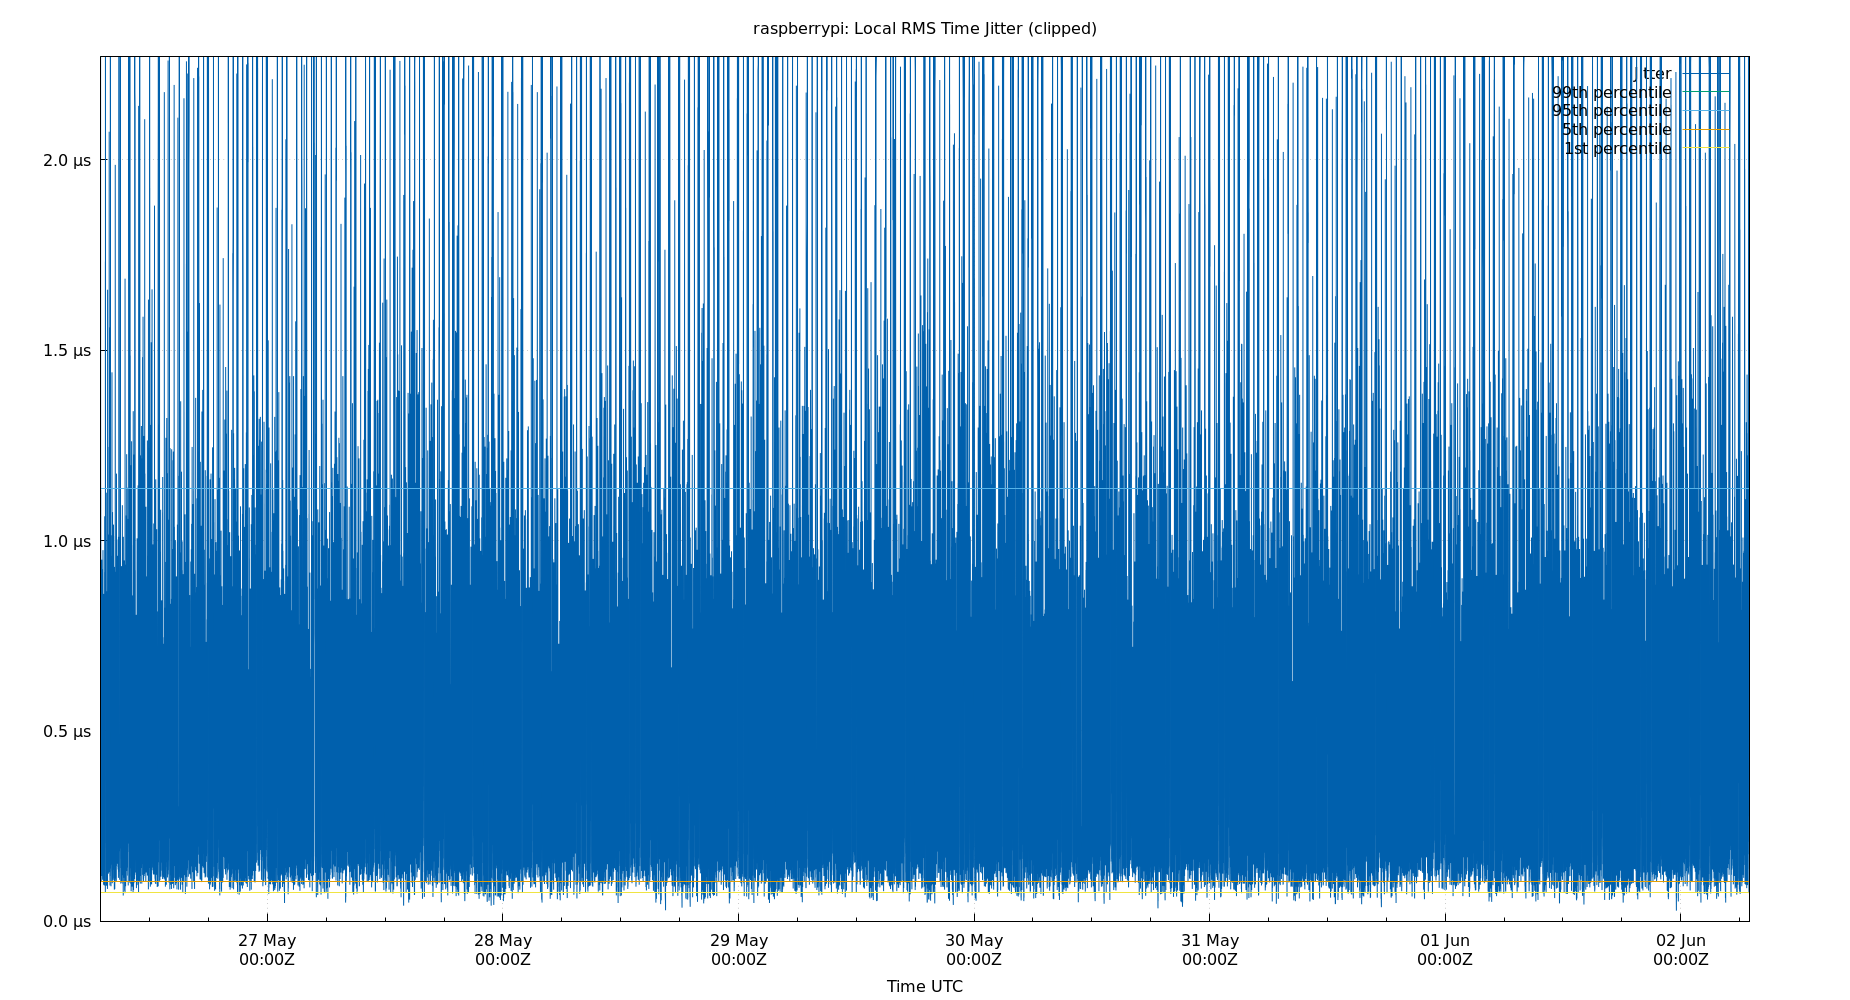 raspberrypi: Local RMS Time Jitter (clipped)
jitter
99th percentile
95th percentile
5th percentile
1st percentile
2.0 µs
1.5 µs
1.0 µs
0.5 µs
0.0 µs
27 May
00:00Z
28 May
00:00Z
29 May
00:00Z
30 May
00:00Z
31 May
00:00Z
01 Jun
00:00Z
02 Jun
00:00Z
Time UTC